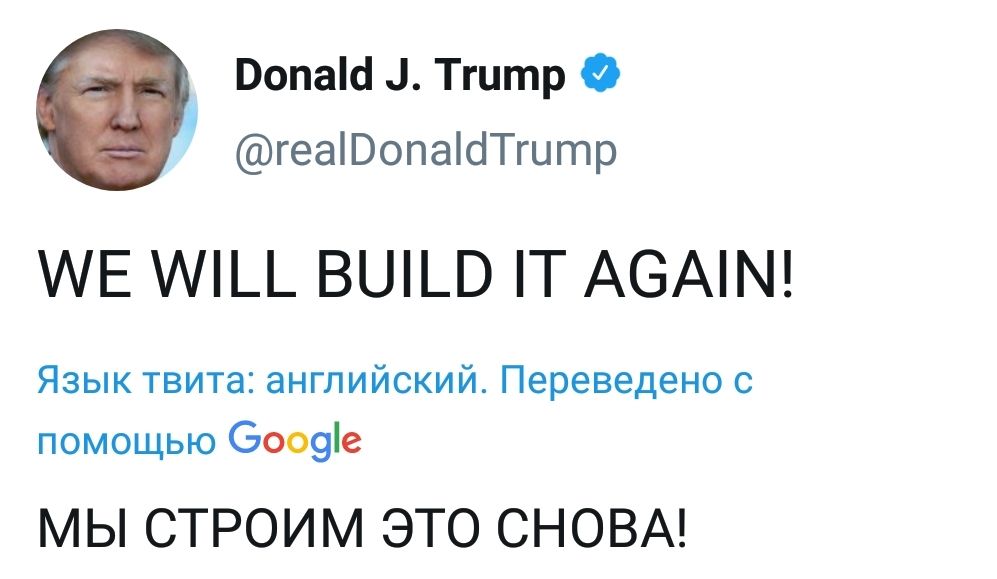 Donald J. Trump
@realDonaldTrump
WE WILL BUILD IT AGAIN!
Язык твита: английский. Переведено с
помощью Google
МЫ СТРОИМ ЭТО СНОВА!